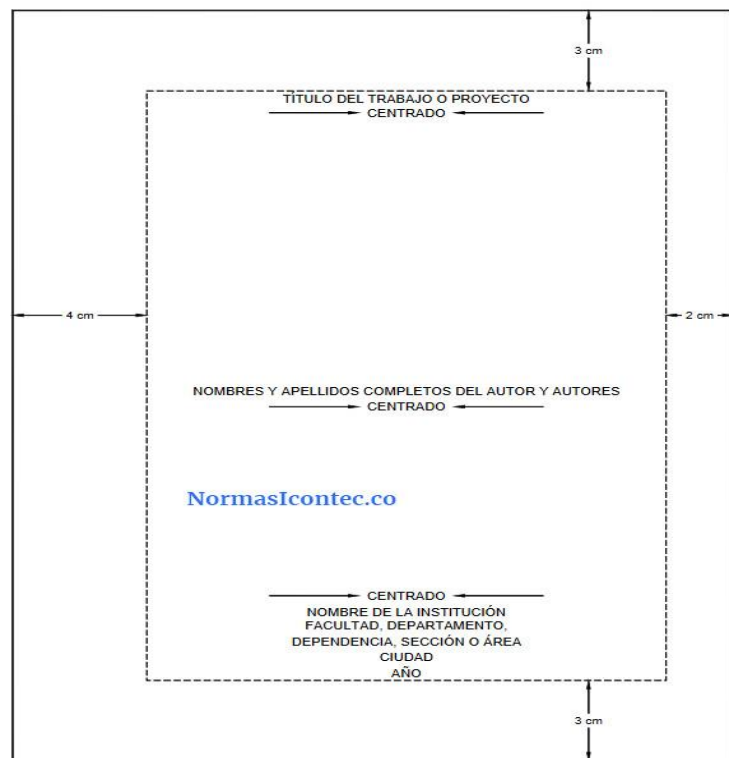 3 cm
TÍTULO DEL TRABAJO O PROYECTO
CENTRADO
4 cm
2 cm
NOMBRES Y APELLIDOS COMPLETOS DEL AUTOR Y AUTORES
CENTRADO
NormasIcontec.co
CENTRADO
NOMBRE DE LA INSTITUCIÓN
FACULTAD, DEPARTAMENTO,
DEPENDENCIA, SECCIÓN O ÁREA
CIUDAD
AÑO
3 cm